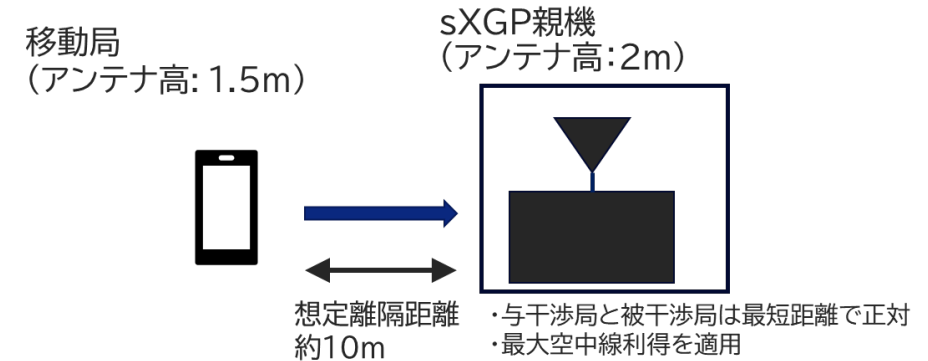 移動局
（アンテナ高: 1.5m）
sXGP親機
（アンテナ高：2m）
想定離隔距離
約10m
・与干渉局と被干渉局は最短距離で正対
・最大空中線利得を適用